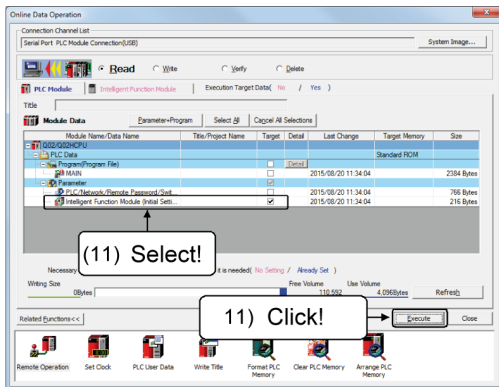 Online Data Operation
Connection Channel List
Serial Port PLC Module Connection(USB)
System Image...
Read Write Verify Delete
PLC Module Intelligent Function Module Execution Target Data( No / Yes )
Title
Module Data Parameter+Program Select All Cancel All Selections
Module Name/Data Name Title/Project Name Target Detail Last Change Target Memory Size
Q02/Q02HCPU
PLC Data Standard ROM
Program(Program File) Detail
MAIN 2015/08/20 11:34:04 2384 Bytes
Parameter
PLC/Network/Remote Password/Swit... 2015/08/20 11:34:04 766 Bytes
Intelligent Function Module (Initial Setti... 2015/08/20 11:34:04 216 Bytes
(11) Select!
Necessary it is needed( No Setting / Already Set )
Writing Size Free Volume Use Volume
0Bytes 110,592 4,096Bytes Refresh
11) Click!
Related Functions<< Execute Close
Remote Operation Set Clock PLC User Data Write Title Format PLC Memory Clear PLC Memory Arrange PLC Memory